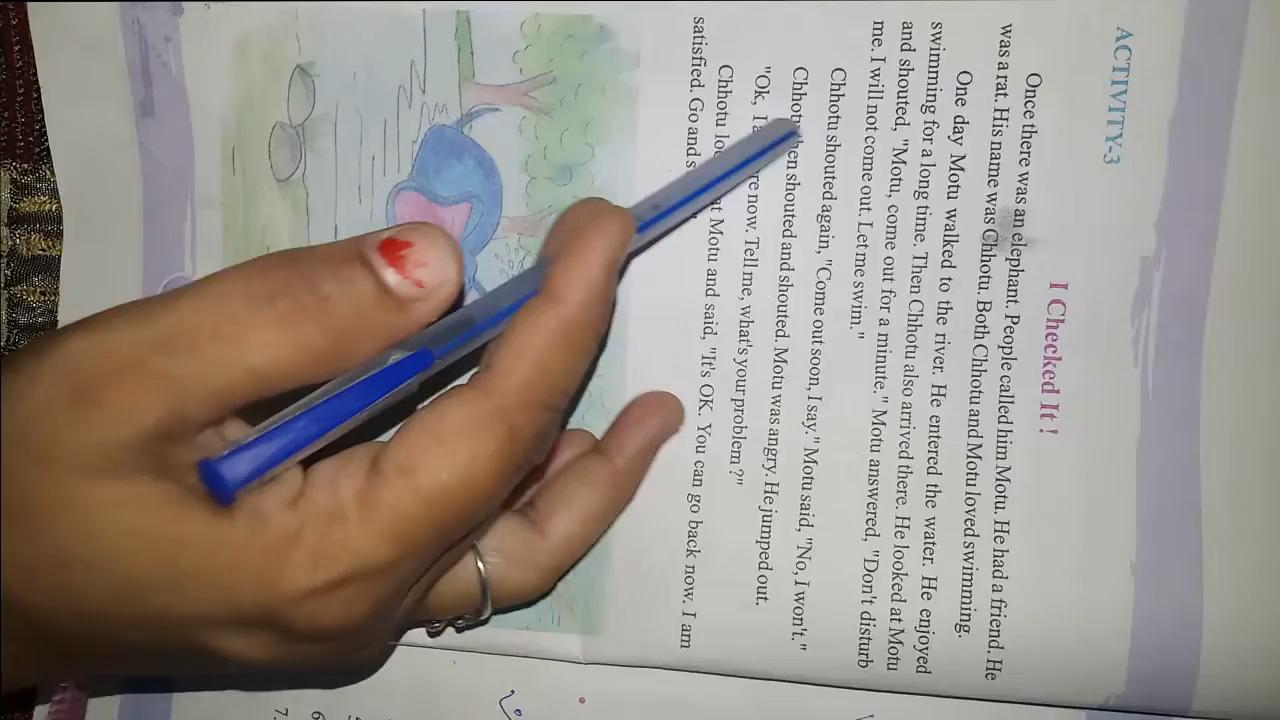 ACTIVITY-3
I Checked It !
Once there was an elephant. People called him Motu. He had a friend. He
was a rat. His name was Chhotu. Both Chhotu and Motu loved swimming.
One day Motu walked to the river. He entered the water. He enjoyed
swimming for a long time. Then Chhotu also arrived there. He looked at Motu
and shouted, "Motu, come out for a minute." Motu answered, "Don't disturb
me. I will not come out. Let me swim."
Chhotu shouted again, "Come out soon, I say." Motu said, "No, I won't."
shouted and shouted. Motu was angry. He jumped out.
"Ok, I now. Tell me, what's your problem ?"
Chhotu at Motu and said, "It's OK. You can go back now. I am
satisfied. Go and
6
7.